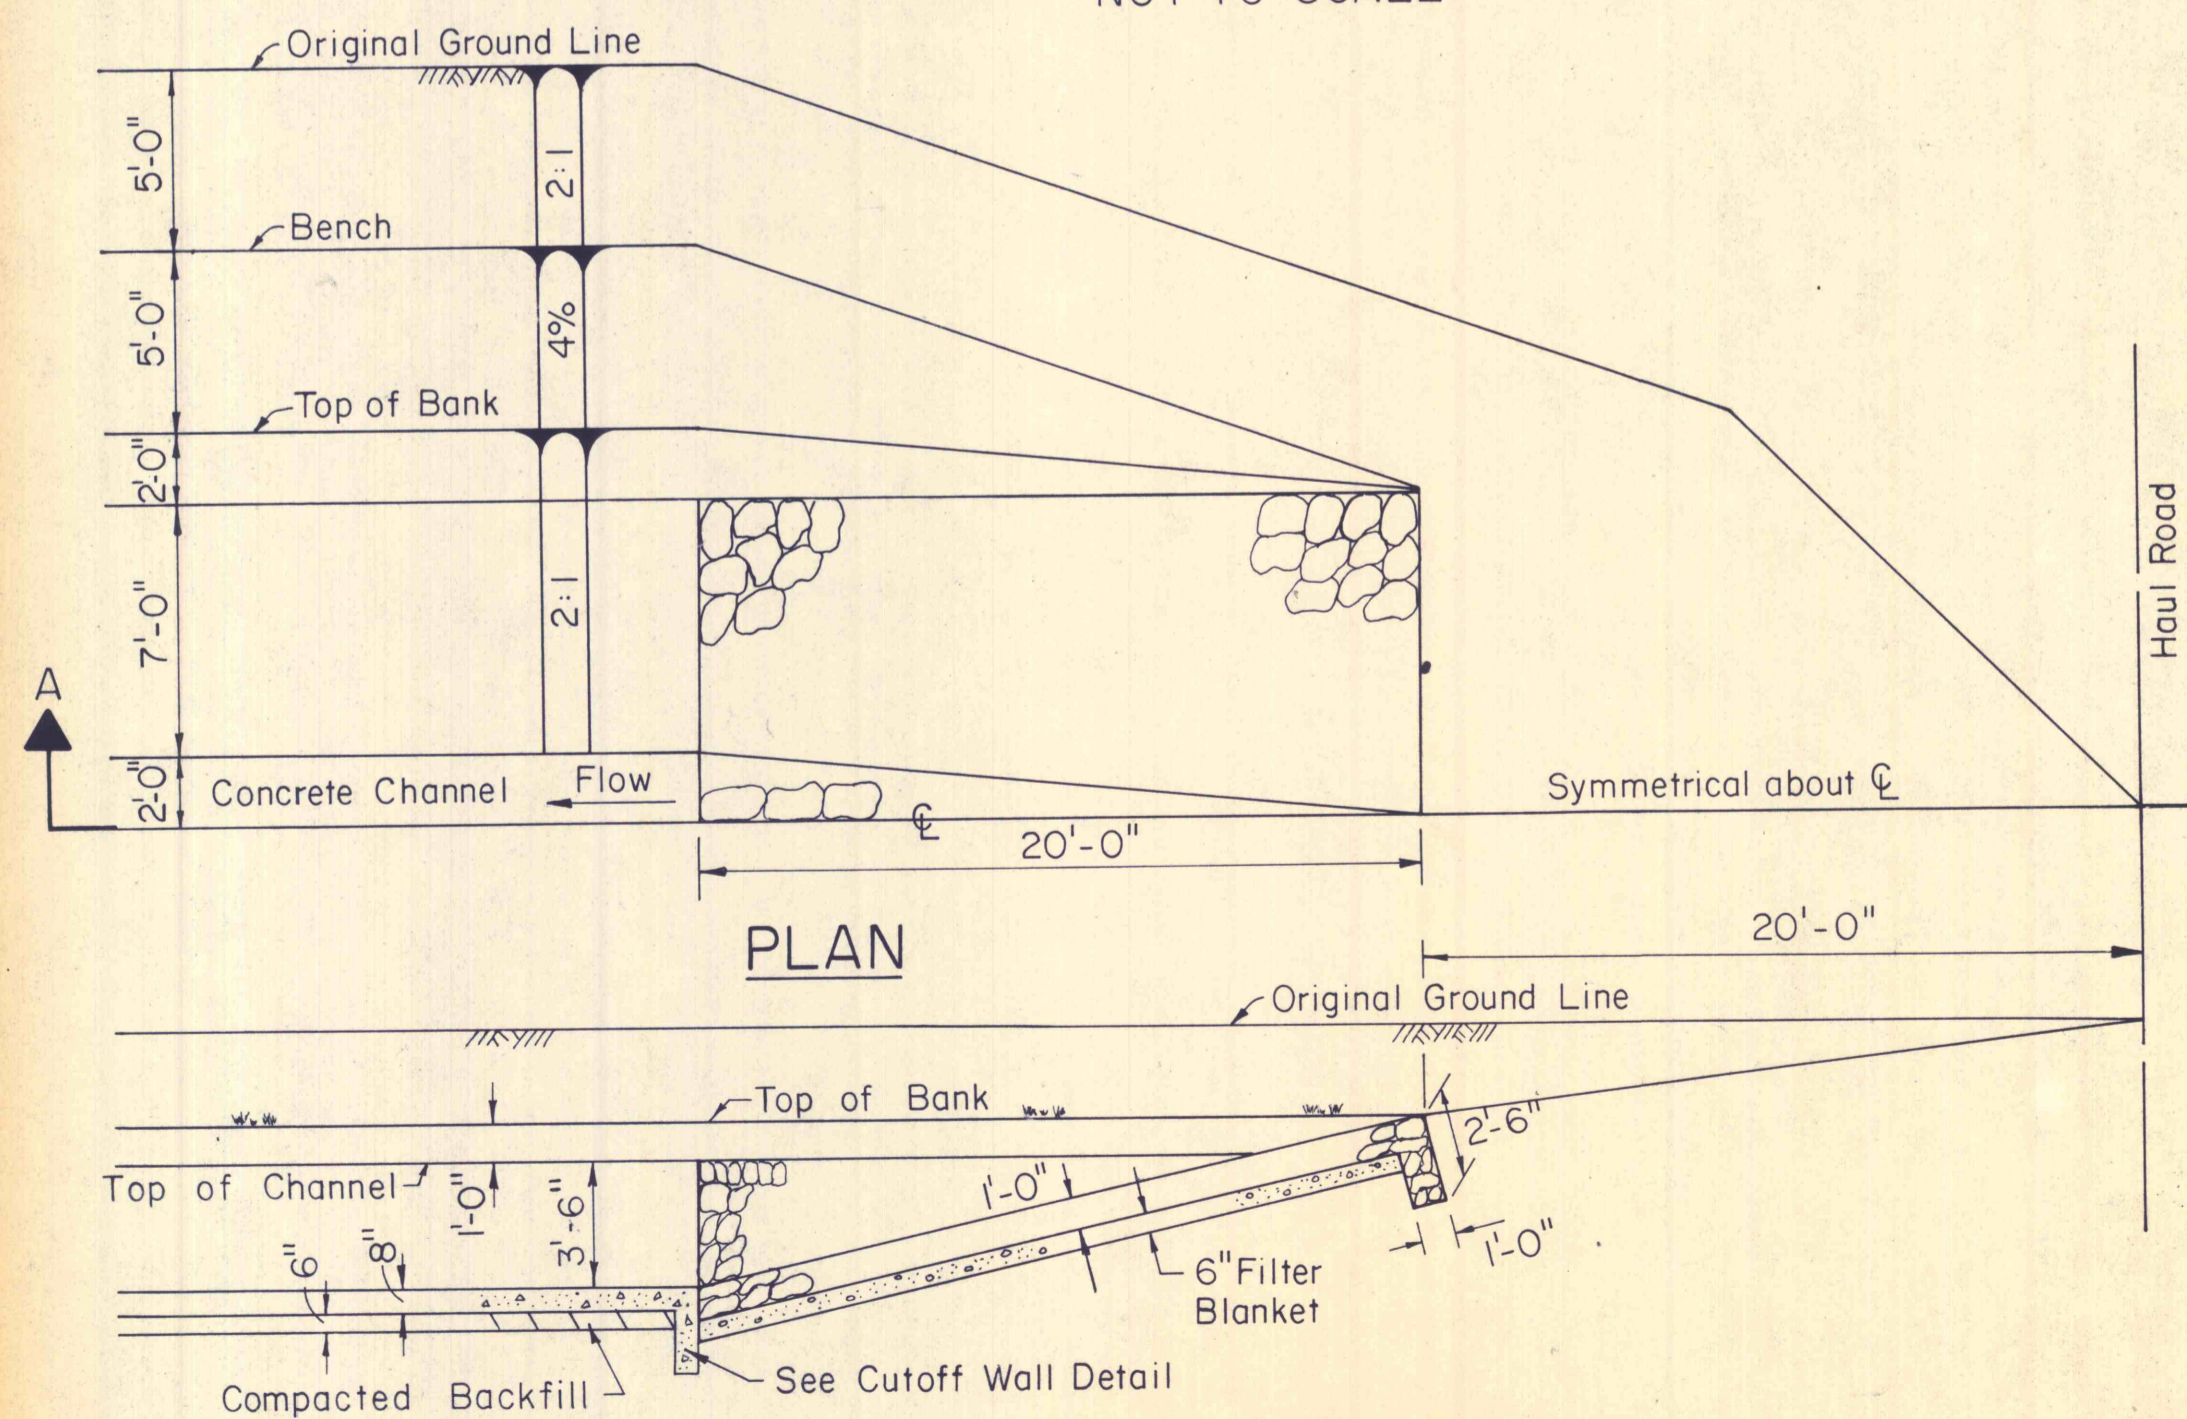 Original Ground Line
5'-0"
2:1
Bench
5'-0"
4%
Top of Bank
2'-0"
7'-0"
2:1
Haul Road
A
2'-0"
Concrete Channel
Flow
℄
Symmetrical about ℄
20'-0"
PLAN
20'-0"
Original Ground Line
Top of Bank
2'-6"
Top of Channel
1'-0"
3'-6"
1'-0"
1'-0"
6"
8"
6" Filter
Blanket
See Cutoff Wall Detail
Compacted Backfill